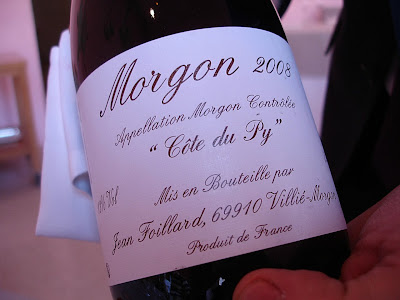 Morgon 2008
Appellation Morgon Contrôlée
"Côte du Py"
Mis en Bouteille par
Jean Foillard, 69910 Villié-Morgon
Produit de France